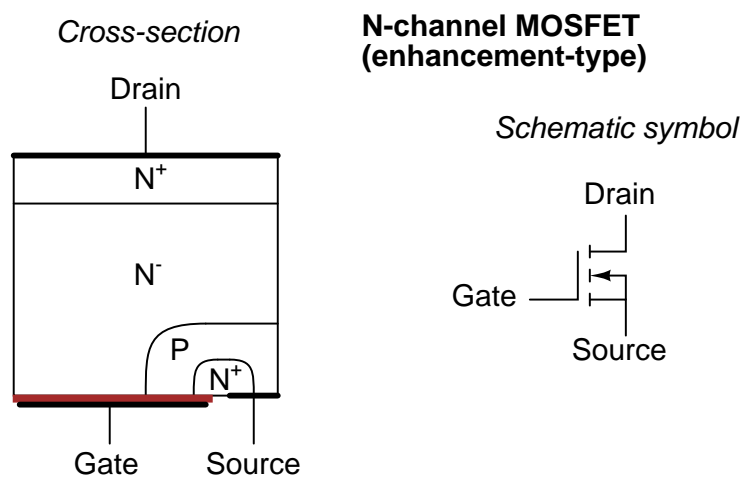 Cross-section
N-channel MOSFET
(enhancement-type)
Drain
Schematic symbol
N⁺
Drain
N⁻
Gate
P
Source
N⁺
Gate
Source